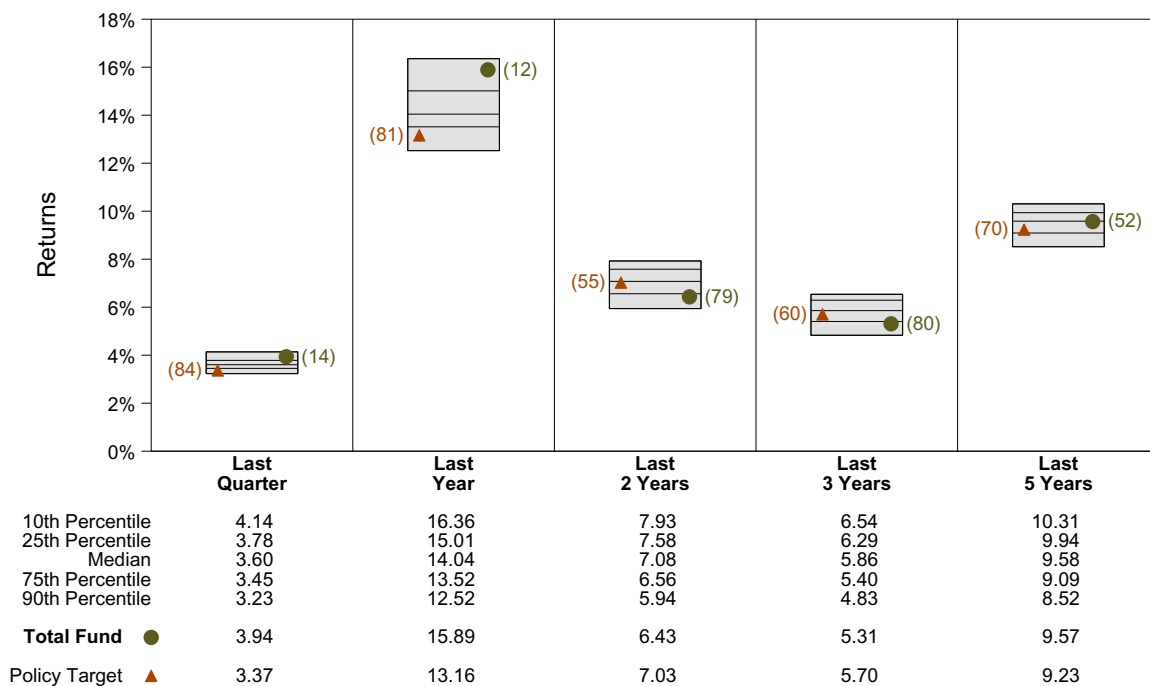 18%
16%
14%
12%
10%
8%
6%
4%
2%
0%
Returns
(12)
(81)
(52)
(70)
(55)
(79)
(60)
(80)
(14)
(84)
Last Last Last Last Last
Quarter Year 2 Years 3 Years 5 Years
10th Percentile 4.14 16.36 7.93 6.54 10.31
25th Percentile 3.78 15.01 7.58 6.29 9.94
Median 3.60 14.04 7.08 5.86 9.58
75th Percentile 3.45 13.52 6.56 5.40 9.09
90th Percentile 3.23 12.52 5.94 4.83 8.52
Total Fund 3.94 15.89 6.43 5.31 9.57
Policy Target 3.37 13.16 7.03 5.70 9.23